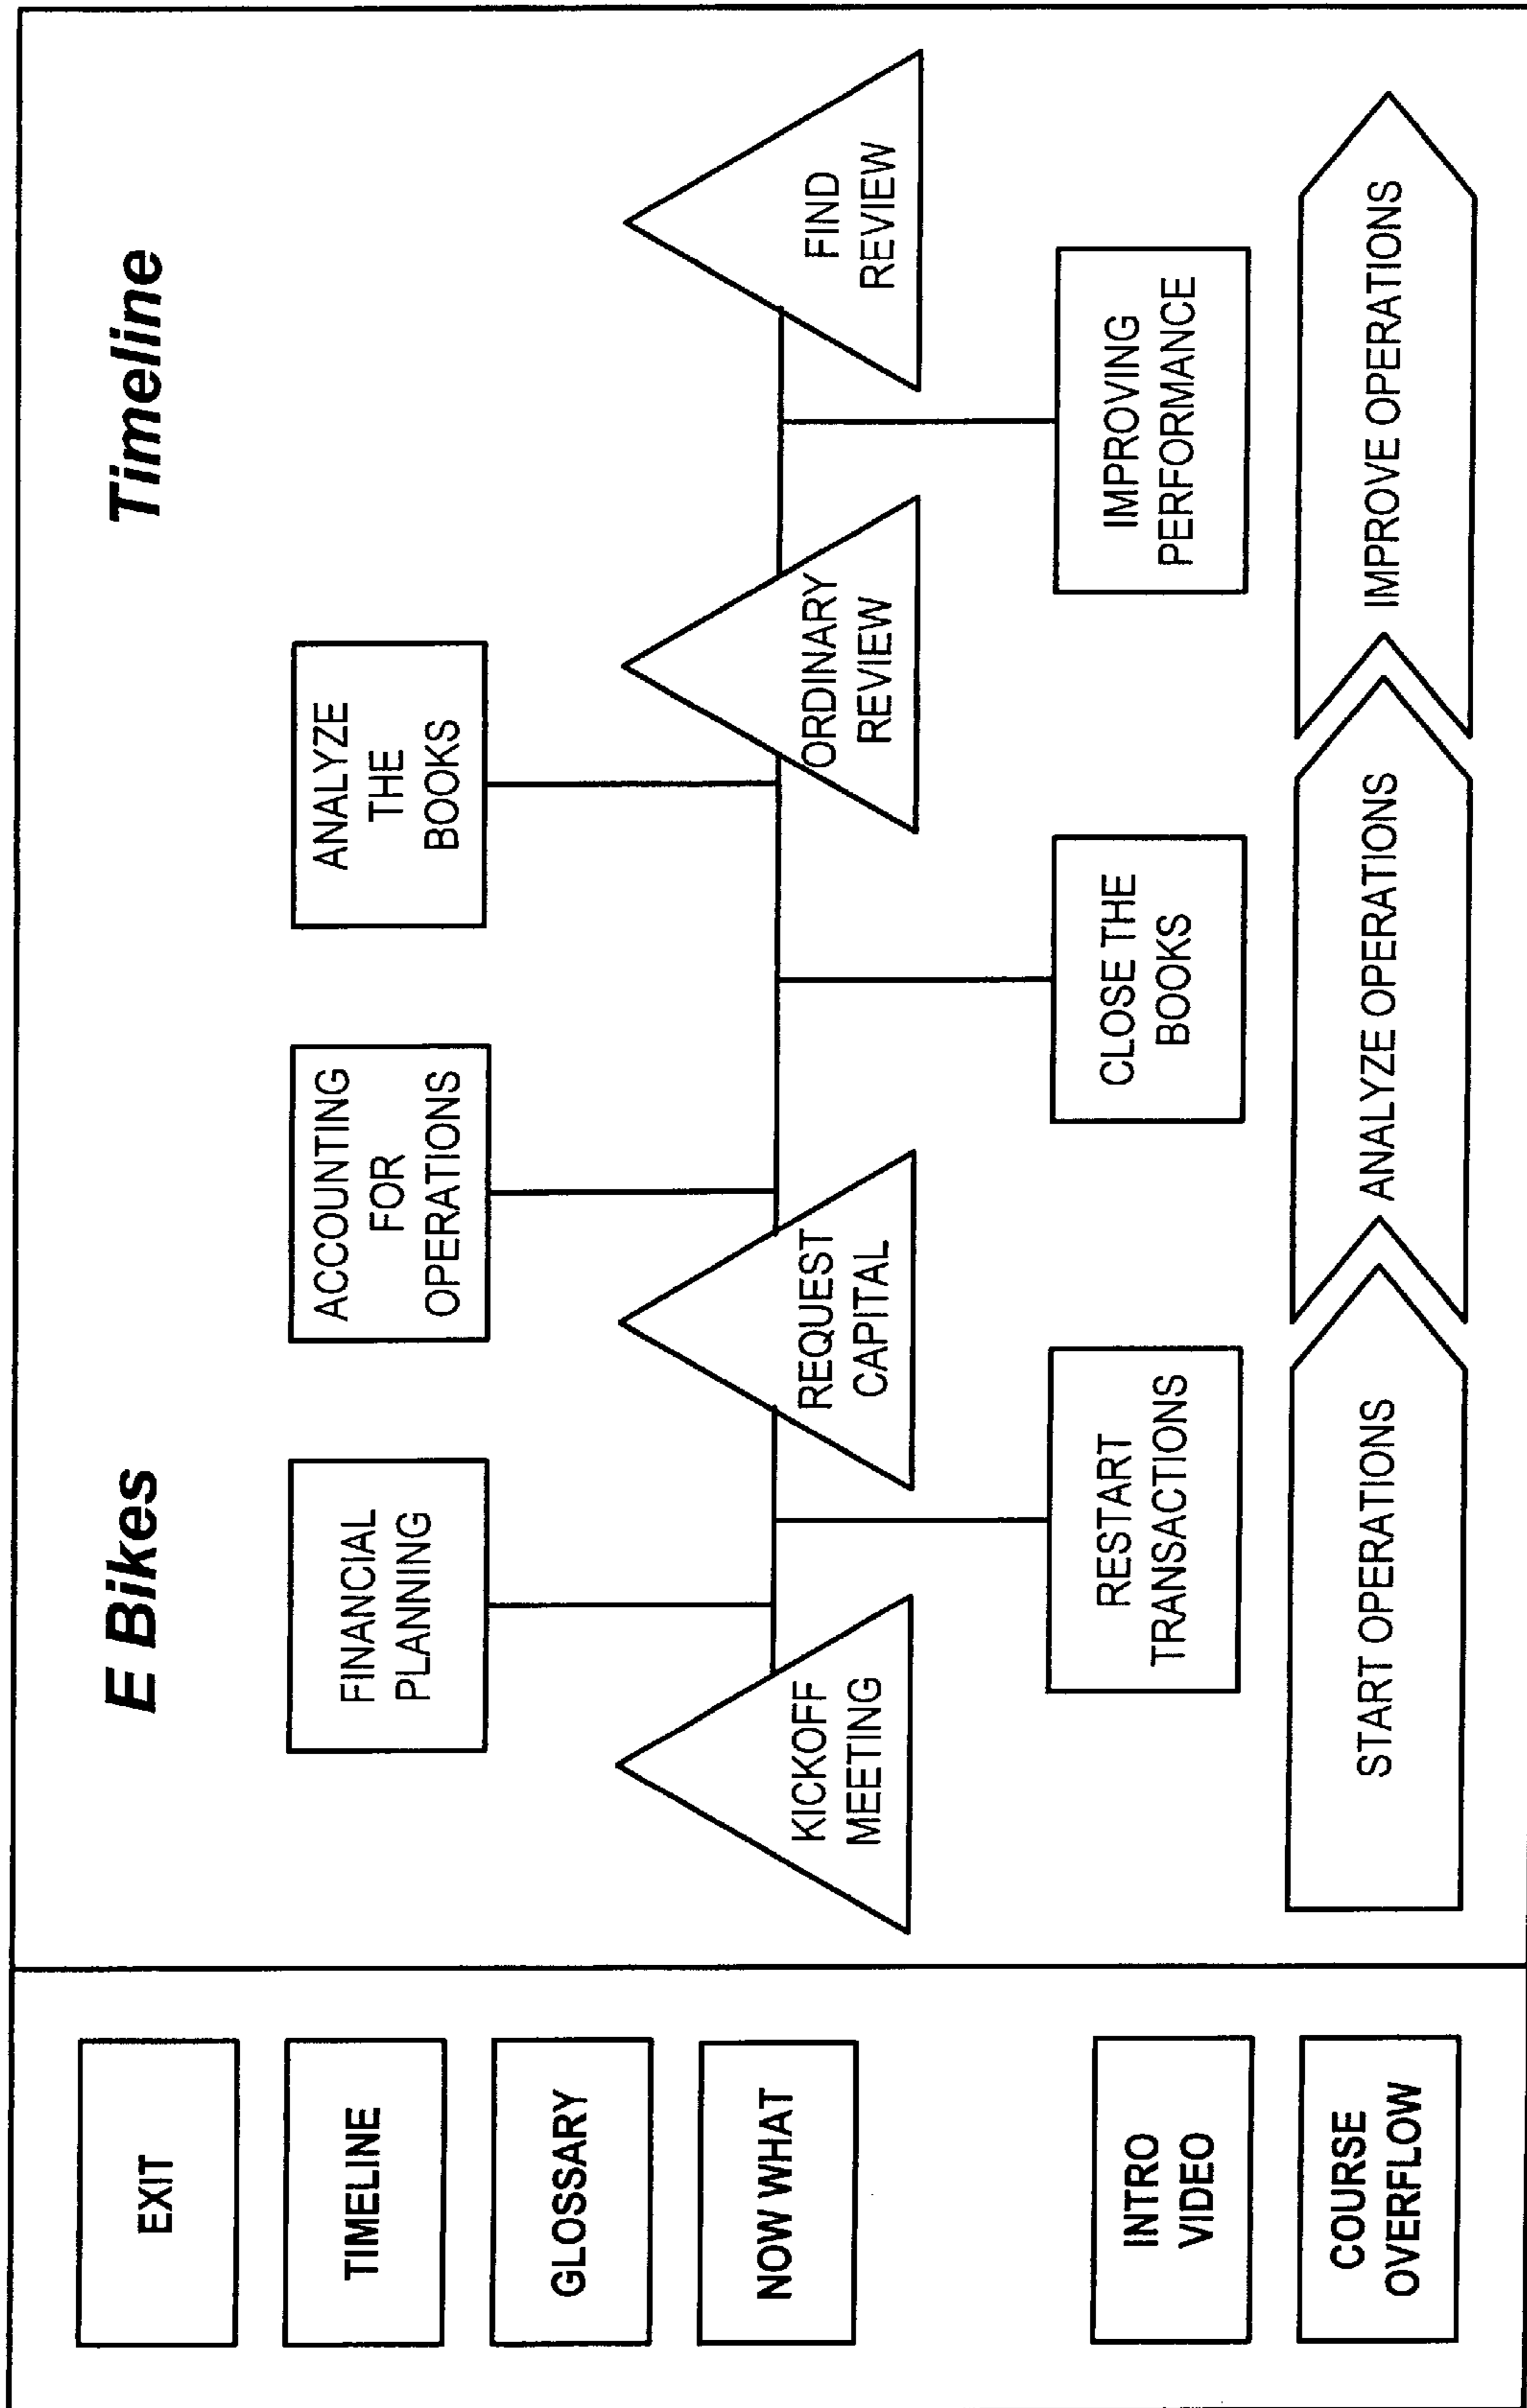 EXIT
TIMELINE
GLOSSARY
NOW WHAT
INTRO
VIDEO
COURSE
OVERFLOW
E Bikes
Timeline
FINANCIAL
PLANNING
ACCOUNTING
FOR
OPERATIONS
ANALYZE
THE
BOOKS
KICKOFF
MEETING
REQUEST
CAPITAL
ORDINARY
REVIEW
FIND
REVIEW
RESTART
TRANSACTIONS
CLOSE THE
BOOKS
IMPROVING
PERFORMANCE
START OPERATIONS
ANALYZE OPERATIONS
IMPROVE OPERATIONS